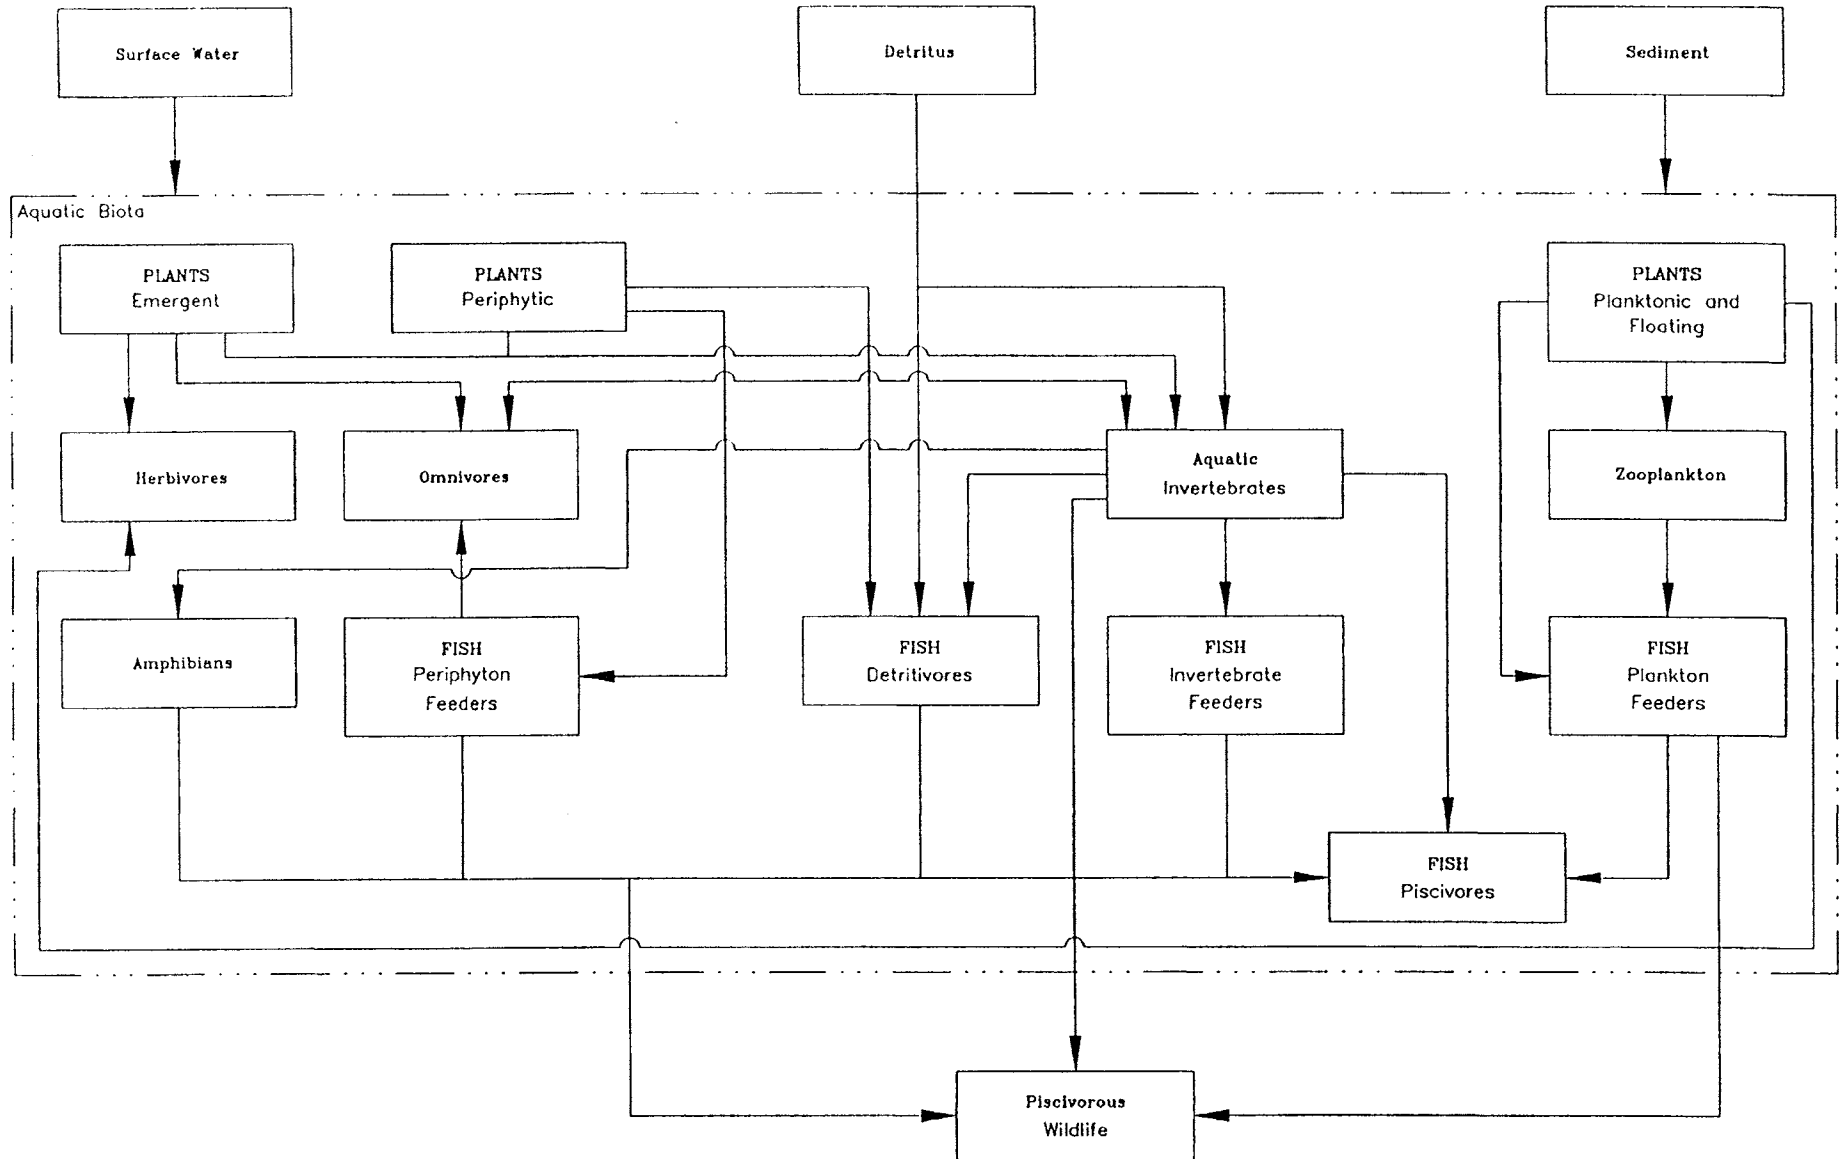 Surface Water
Detritus
Sediment
Aquatic Biota
PLANTS
Emergent
PLANTS
Periphytic
PLANTS
Planktonic and
Floating
Herbivores
Omnivores
Aquatic
Invertebrates
Zooplankton
Amphibians
FISH
Periphyton
Feeders
FISH
Detritivores
FISH
Invertebrate
Feeders
FISH
Plankton
Feeders
FISH
Piscivores
Piscivorous
Wildlife